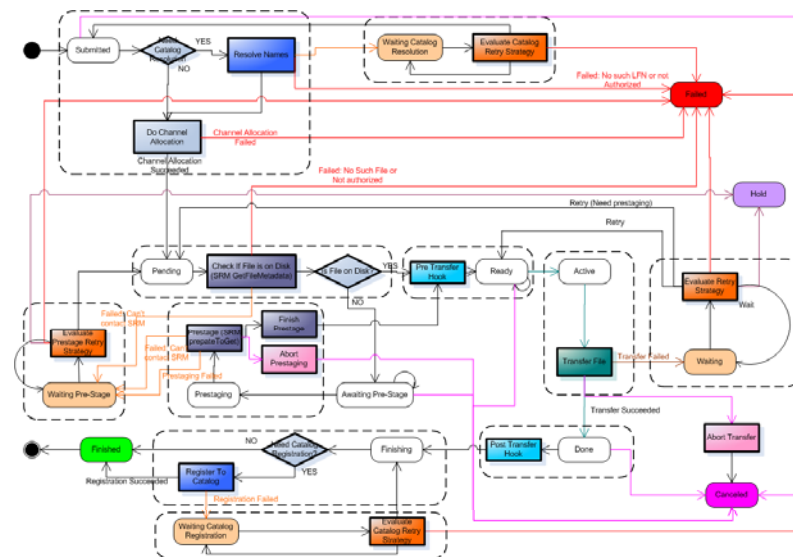 Submitted
Need
Catalog
Resolution
YES
NO
Resolve Names
Waiting Catalog
Resolution
Evaluate Catalog
Retry Strategy
Failed: No such LFN or not
Authorized
Failed
Do Channel
Allocation
Channel Allocation
Failed
Channel Allocation
Succeeded
Failed: No Such File or
Not authorized
Hold
Retry (Need prestaging)
Retry
Pending
Check If File is on Disk
(SRM GetFileMetadata)
Is File on Disk?
YES
NO
Pre Transfer
Hook
Ready
Active
Evaluate Retry
Strategy
Wait
Evaluate
Prestage Retry
Strategy
Failed: Can't
contact SRM
Failed: Can't
contact SRM
Prestaging Failed
Prestage (SRM
prepateToGet)
Finish
Prestage
Abort
Prestaging
Transfer File
Transfer Failed
Waiting
Waiting Pre-Stage
Prestaging
Awaiting Pre-Stage
Transfer Succeeded
Finished
NO
Need Catalog
Registration?
YES
Finishing
Post Transfer
Hook
Done
Abort Transfer
Register To
Catalog
Registration Succeeded
Registration Failed
Canceled
Waiting Catalog
Registration
Evaluate
Catalog Retry
Strategy